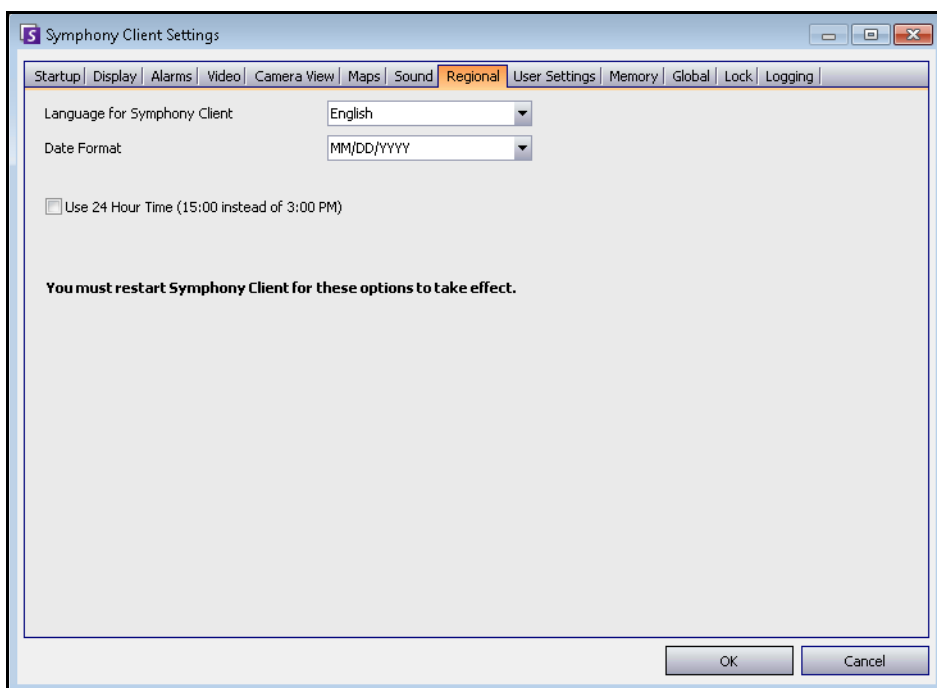 Symphony Client Settings
Startup Display Alarms Video Camera View Maps Sound Regional User Settings Memory Global Lock Logging
Language for Symphony Client English
Date Format MM/DD/YYYY
Use 24 Hour Time (15:00 instead of 3:00 PM)
You must restart Symphony Client for these options to take effect.
OK Cancel